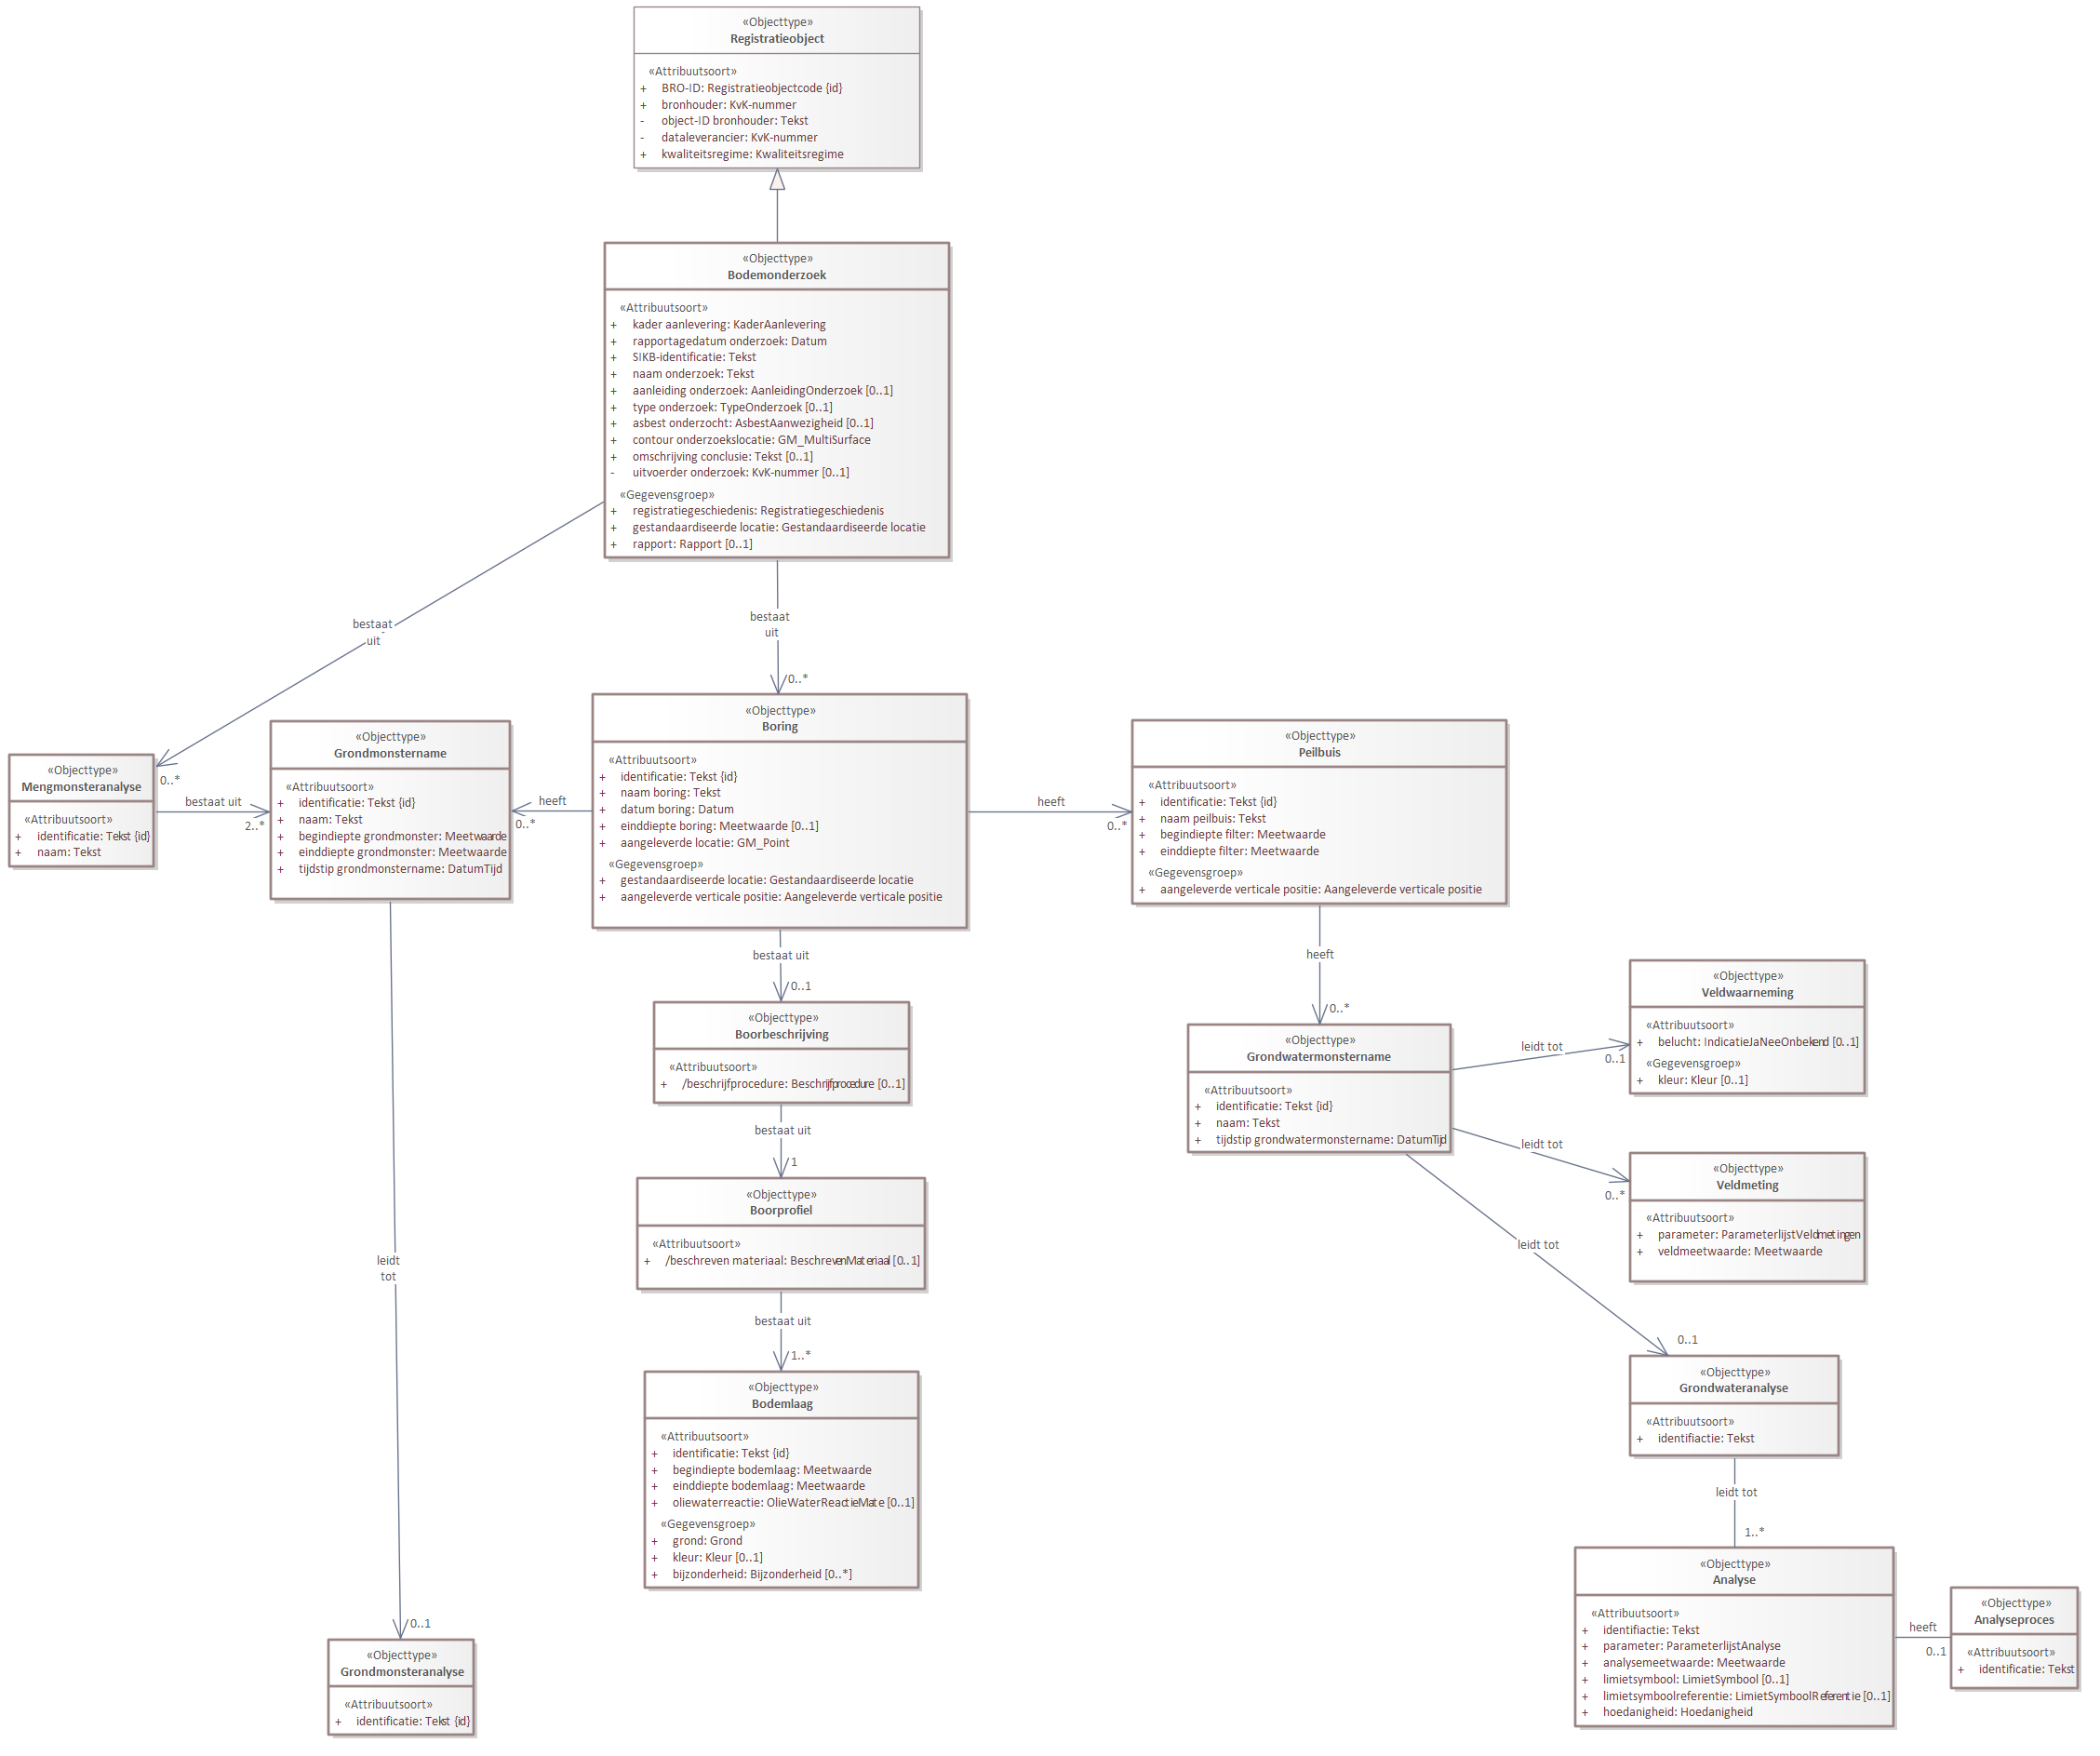 «Objecttype»
Registratieobject
«Attribuutsoort»
+ BRO-ID: Registratieobjectcode {id}
+ bronhouder: KvK-nummer
- object-ID bronhouder: Tekst
- dataleverancier: KvK-nummer
+ kwaliteitsregime: Kwaliteitsregime
«Objecttype»
Bodemonderzoek
«Attribuutsoort»
+ kader aanlevering: KaderAanlevering
+ rapportagedatum onderzoek: Datum
+ SIKB-identificatie: Tekst
+ naam onderzoek: Tekst
+ aanleiding onderzoek: AanleidingOnderzoek [0..1]
+ type onderzoek: TypeOnderzoek [0..1]
+ asbest onderzocht: AsbestAanwezigheid [0..1]
+ contour onderzoekslocatie: GM_MultiSurface
+ omschrijving conclusie: Tekst [0..1]
- uitvoerder onderzoek: KvK-nummer [0..1]
«Gegevensgroep»
+ registratiegeschiedenis: Registratiegeschiedenis
+ gestandaardiseerde locatie: Gestandaardiseerde locatie
+ rapport: Rapport [0..1]
bestaat
uit
0..*
bestaat
uit
0..*
«Objecttype»
Mengmonsteranalyse
«Attribuutsoort»
+ identificatie: Tekst {id}
+ naam: Tekst
bestaat uit
2..*
«Objecttype»
Grondmonstername
«Attribuutsoort»
+ identificatie: Tekst {id}
+ naam: Tekst
+ begindiepte grondmonster: Meetwaarde
+ einddiepte grondmonster: Meetwaarde
+ tijdstip grondmonstername: DatumTijd
heeft
0..*
«Objecttype»
Boring
«Attribuutsoort»
+ identificatie: Tekst {id}
+ naam boring: Tekst
+ datum boring: Datum
+ einddiepte boring: Meetwaarde [0..1]
+ aangeleverde locatie: GM_Point
«Gegevensgroep»
+ gestandaardiseerde locatie: Gestandaardiseerde locatie
+ aangeleverde verticale positie: Aangeleverde verticale positie
heeft
0..*
«Objecttype»
Peilbuis
«Attribuutsoort»
+ identificatie: Tekst {id}
+ naam peilbuis: Tekst
+ begindiepte filter: Meetwaarde
+ einddiepte filter: Meetwaarde
«Gegevensgroep»
+ aangeleverde verticale positie: Aangeleverde verticale positie
bestaat uit
0..1
«Objecttype»
Boorbeschrijving
«Attribuutsoort»
+ /beschrijfprocedure: Beschrijfprocedure [0..1]
bestaat uit
1
«Objecttype»
Boorprofiel
«Attribuutsoort»
+ /beschreven materiaal: BeschrevenMateriaal [0..1]
bestaat uit
1..*
«Objecttype»
Bodemlaag
«Attribuutsoort»
+ identificatie: Tekst {id}
+ begindiepte bodemlaag: Meetwaarde
+ einddiepte bodemlaag: Meetwaarde
+ oliewaterreactie: OlieWaterReactieMate [0..1]
«Gegevensgroep»
+ grond: Grond
+ kleur: Kleur [0..1]
+ bijzonderheid: Bijzonderheid [0..*]
leidt
tot
0..1
«Objecttype»
Grondmonsteranalyse
«Attribuutsoort»
+ identificatie: Tekst {id}
heeft
0..*
«Objecttype»
Grondwatermonstername
«Attribuutsoort»
+ identificatie: Tekst {id}
+ naam: Tekst
+ tijdstip grondwatermonstername: DatumTijd
leidt tot
0..1
«Objecttype»
Veldwaarneming
«Attribuutsoort»
+ belucht: IndicatieJaNeeOnbekend [0..1]
«Gegevensgroep»
+ kleur: Kleur [0..1]
leidt tot
0..*
«Objecttype»
Veldmeting
«Attribuutsoort»
+ parameter: ParameterlijstVeldmetingen
+ veldmeetwaarde: Meetwaarde
leidt tot
0..1
«Objecttype»
Grondwateranalyse
«Attribuutsoort»
+ identifiactie: Tekst
leidt tot
1..*
«Objecttype»
Analyse
«Attribuutsoort»
+ identifiactie: Tekst
+ parameter: ParameterlijstAnalyse
+ analysemeetwaarde: Meetwaarde
+ limietsymbool: LimietSymbool [0..1]
+ limietsymboolreferentie: LimietSymboolReferentie [0..1]
+ hoedanigheid: Hoedanigheid
heeft
0..1
«Objecttype»
Analyseproces
«Attribuutsoort»
+ identificatie: Tekst